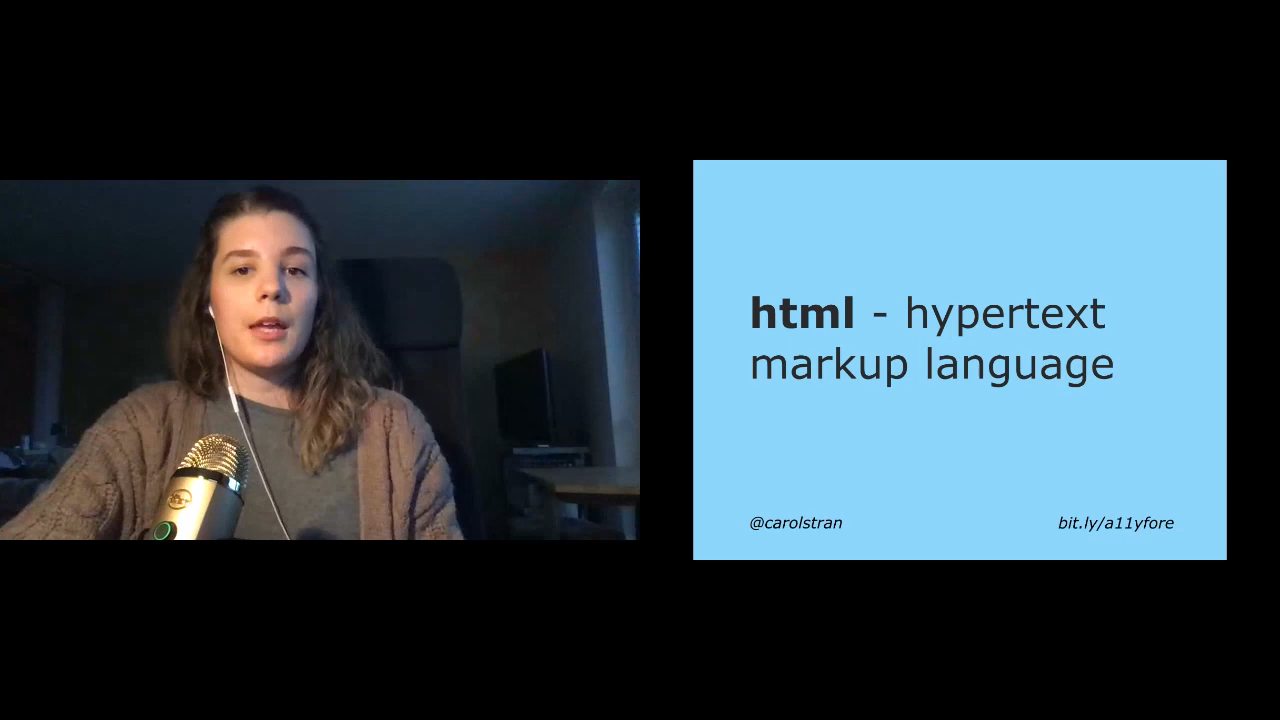 html - hypertext
markup language
@carolstran
bit.ly/a11yfore